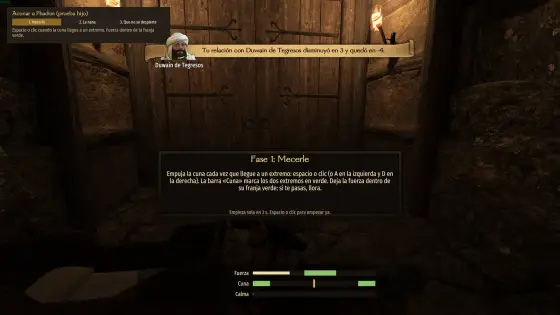 Acunar a Phadon (prueba hijo)
1. Mecerle
2. La nana
3. Que no se despierte
Espacio o clic cuando la cuna llegue a un extremo, fuerza dentro de la franja
verde.
Tu relación con Duwain de Tegresos disminuyó en 3 y quedó en -4.
Duwain de Tegresos
Fase 1: Mecerle
Empuja la cuna cada vez que llegue a un extremo: espacio o clic (o A en la izquierda y D en
la derecha). La barra «Cuna» marca los dos extremos en verde. Deja la fuerza dentro de
su franja verde: si te pasas, llora.
Empieza sola en 3 s. Espacio o clic para empezar ya.
Fuerza
Cuna
Calma